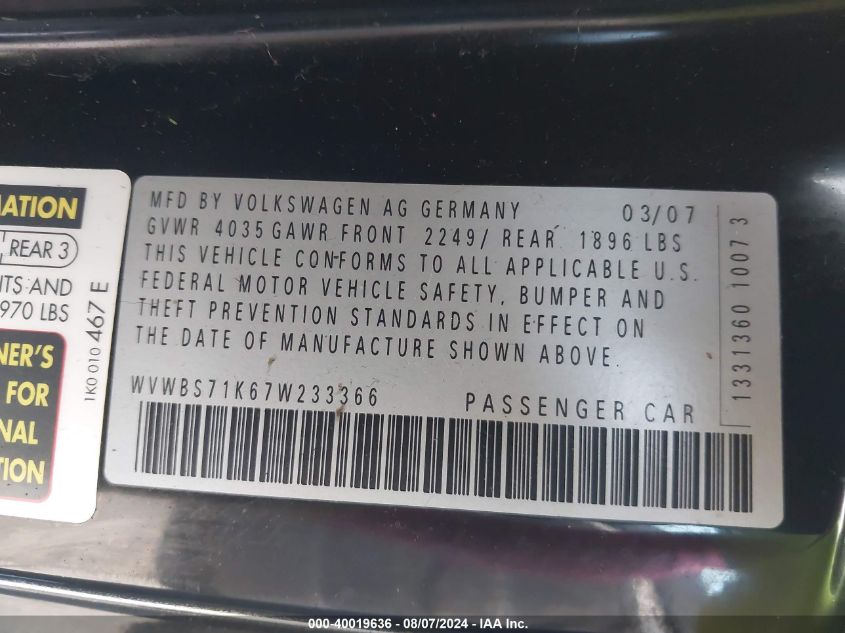 MATION
REAR 3
ITS AND
970 LBS
NER'S
FOR
NAL
TION
1K0 010 467 E
MFD BY VOLKSWAGEN AG GERMANY 03/07
GVWR 4035 GAWR FRONT 2249/ REAR 1896 LBS
THIS VEHICLE CONFORMS TO ALL APPLICABLE U.S.
FEDERAL MOTOR VEHICLE SAFETY, BUMPER AND
THEFT PREVENTION STANDARDS IN EFFECT ON
THE DATE OF MANUFACTURE SHOWN ABOVE.
WVWBS71K67W233366 PASSENGER CAR
1331360 10073
000-40019636 - 08/07/2024 - IAA Inc.